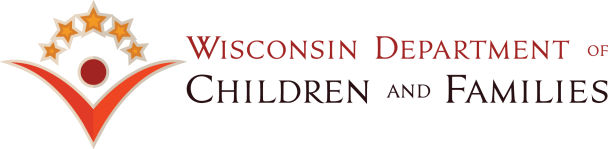 Wisconsin Department of
Children and Families